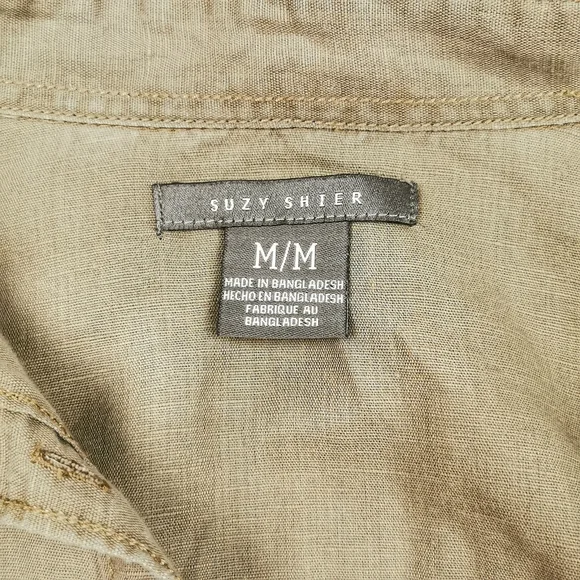 SUZY SHIER
M/M
MADE IN BANGLADESH
HECHO EN BANGLADESH
FABRIQUE AU
BANGLADESH